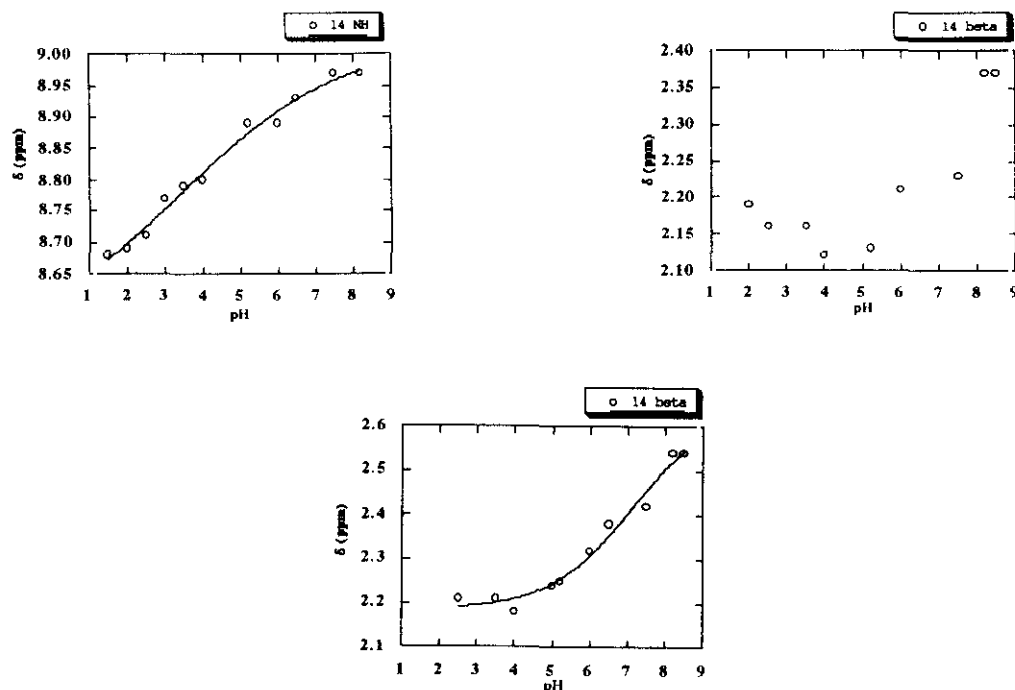 14 NH
9.00
8.95
8.90
8.85
8.80
8.75
8.70
8.65
δ (ppm)
1 2 3 4 5 6 7 8 9
pH
14 beta
2.40
2.35
2.30
2.25
2.20
2.15
2.10
δ (ppm)
1 2 3 4 5 6 7 8 9
pH
14 beta
2.6
2.5
2.4
2.3
2.2
2.1
δ (ppm)
1 2 3 4 5 6 7 8 9
pH